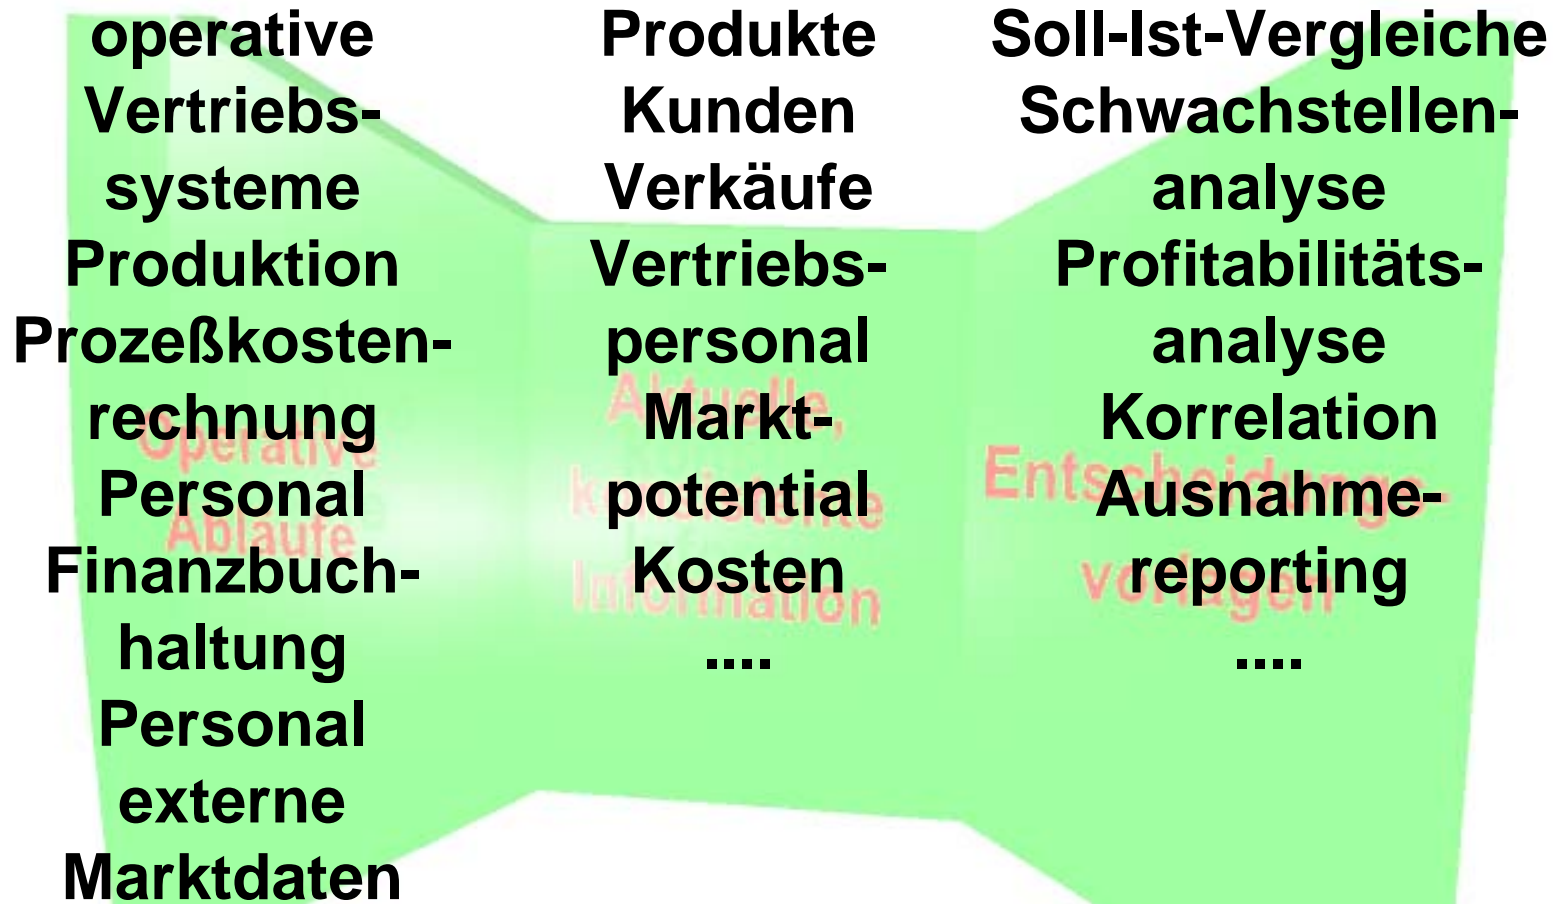 operative
Vertriebs-
systeme
Produktion
Prozeßkosten-
rechnung
Personal
Finanzbuch-
haltung
Personal
externe
Marktdaten
Produkte
Kunden
Verkäufe
Vertriebs-
personal
Markt-
potential
Kosten
....
Soll-Ist-Vergleiche
Schwachstellen-
analyse
Profitabilitäts-
analyse
Korrelation
Ausnahme-
reporting
....
Operative
Abläufe
Aktuelle,
konsistente
Information
Entscheidungs-
vorlagen